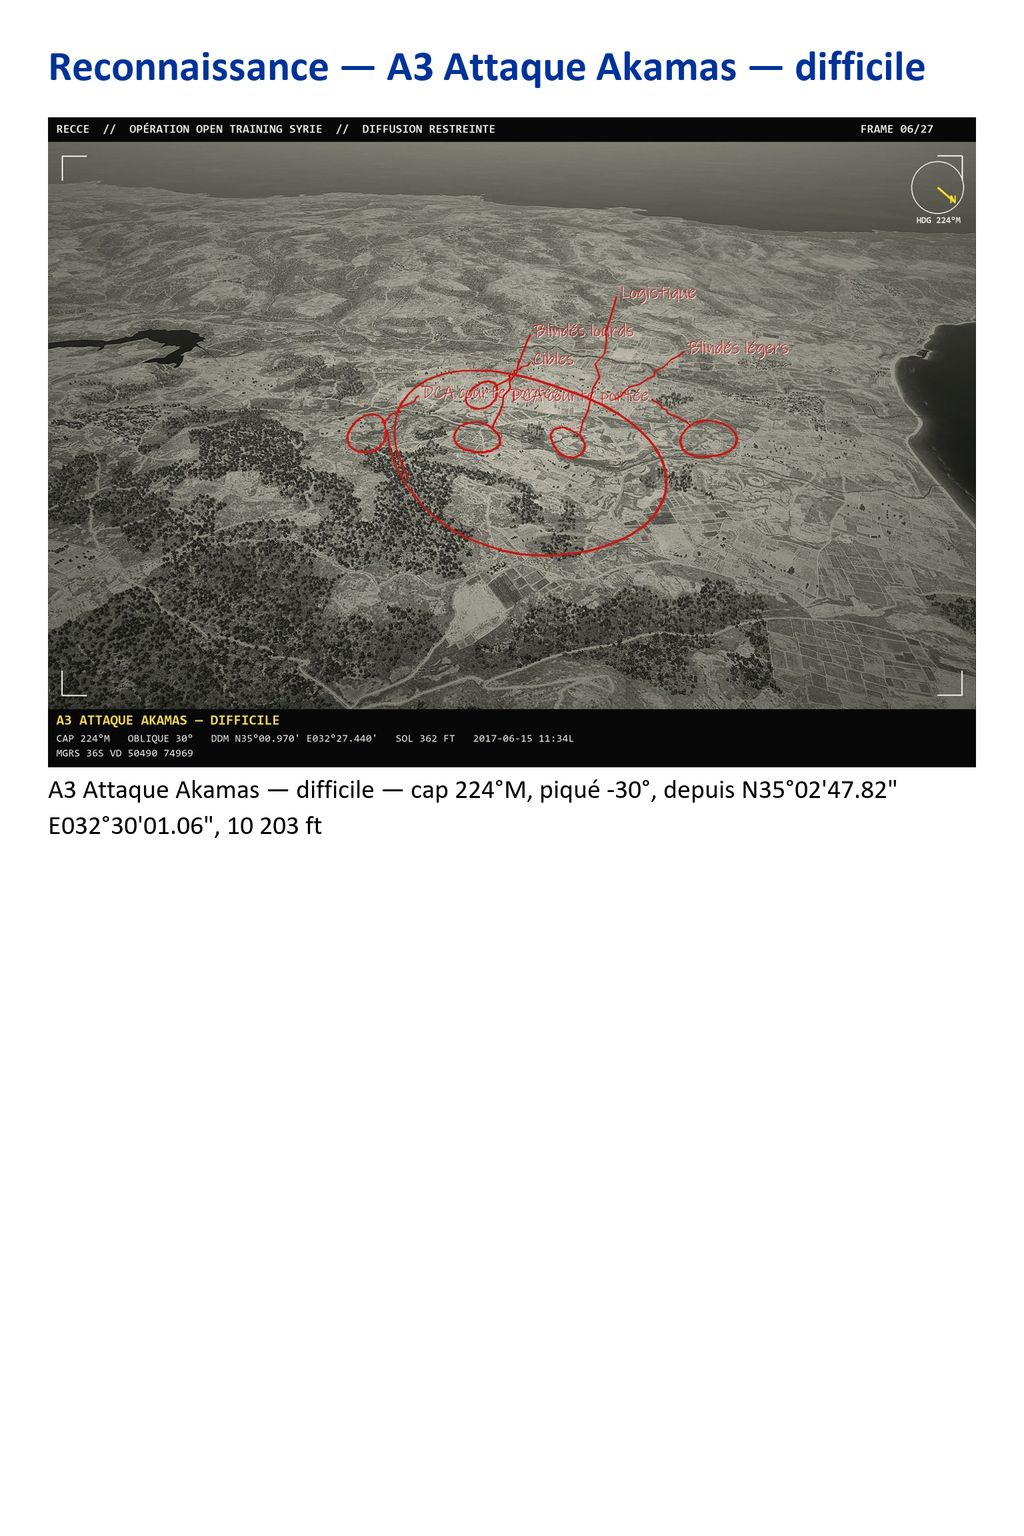 Reconnaissance — A3 Attaque Akamas — difficile
RECCE // OPÉRATION OPEN TRAINING SYRIE // DIFFUSION RESTREINTE FRAME 06/27
N
HDG 224°M
Logistique
Blindés lourds
Blindés légers
Cibles
DCA courte portée
A3 ATTAQUE AKAMAS — DIFFICILE
CAP 224°M OBLIQUE 30° DDM N35°00.970' E032°27.440' SOL 362 FT 2017-06-15 11:34L
MGRS 36S VD 50490 74969
A3 Attaque Akamas — difficile — cap 224°M, piqué -30°, depuis N35°02'47.82"
E032°30'01.06", 10 203 ft